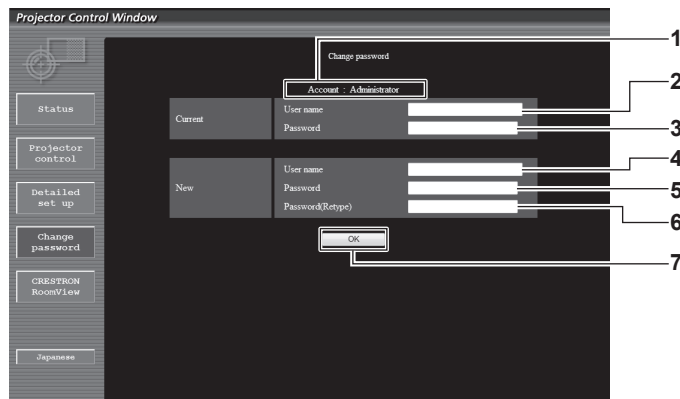 Projector Control Window
Change password
1
Account : Administrator
2
Status
Current
User name
Password
3
Projector control
4
User name
New
Password
5
Detailed set up
Password(Retype)
6
Change password
OK
7
CRESTRON RoomView
Japanese